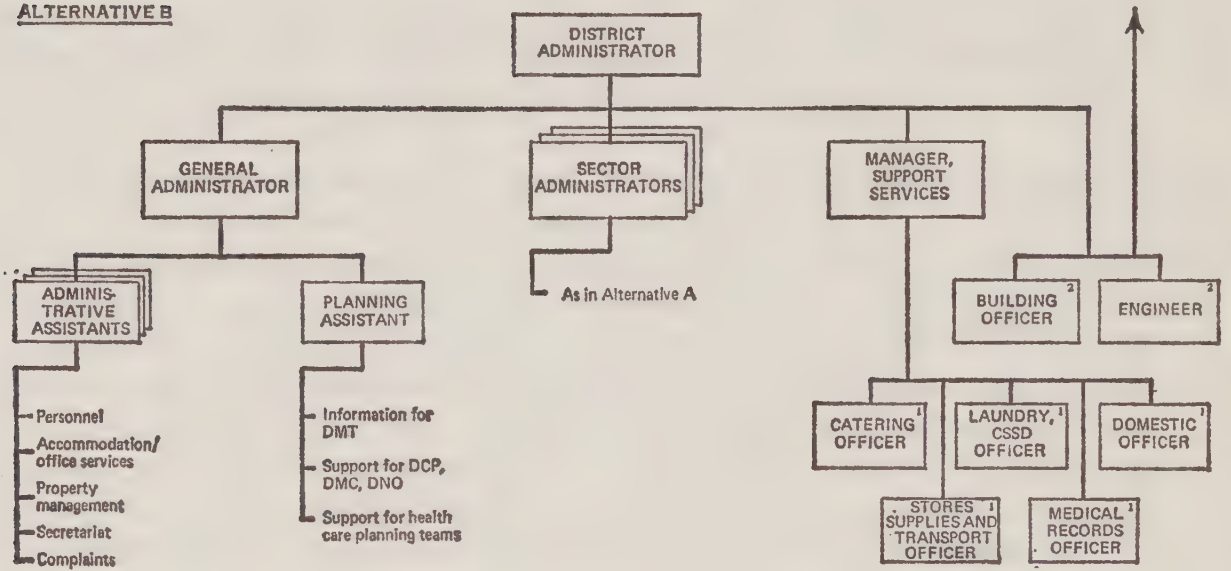 ALTERNATIVE B
DISTRICT
ADMINISTRATOR
GENERAL
ADMINISTRATOR
SECTOR
ADMINISTRATORS
MANAGER,
SUPPORT
SERVICES
ADMINIS-
TRATIVE
ASSISTANTS
PLANNING
ASSISTANT
As in Alternative A
BUILDING 2
OFFICER
ENGINEER 2
Personnel
Accommodation/
office services
Property
management
Secretariat
Complaints
Information for
DMT
Support for DCP,
DMC, DNO
Support for health
care planning teams
CATERING 1
OFFICER
LAUNDRY, 1
CSSD
OFFICER
DOMESTIC 1
OFFICER
STORES 1
SUPPLIES AND
TRANSPORT
OFFICER
MEDICAL 1
RECORDS
OFFICER